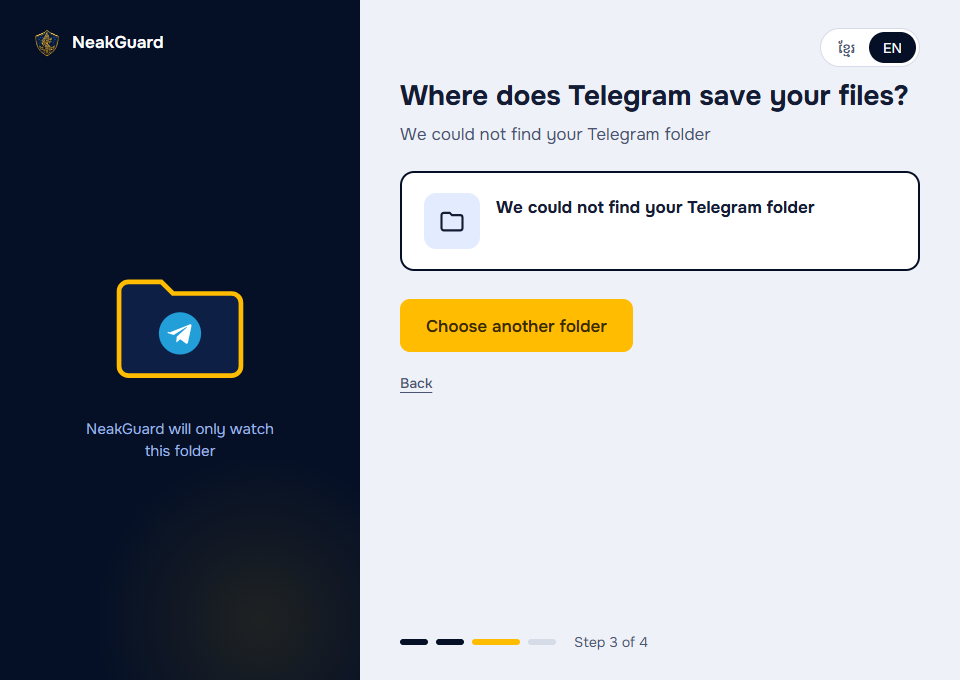 NeakGuard
ខ្មែរ
EN
Where does Telegram save your files?
We could not find your Telegram folder
We could not find your Telegram folder
Choose another folder
Back
NeakGuard will only watch
this folder
Step 3 of 4